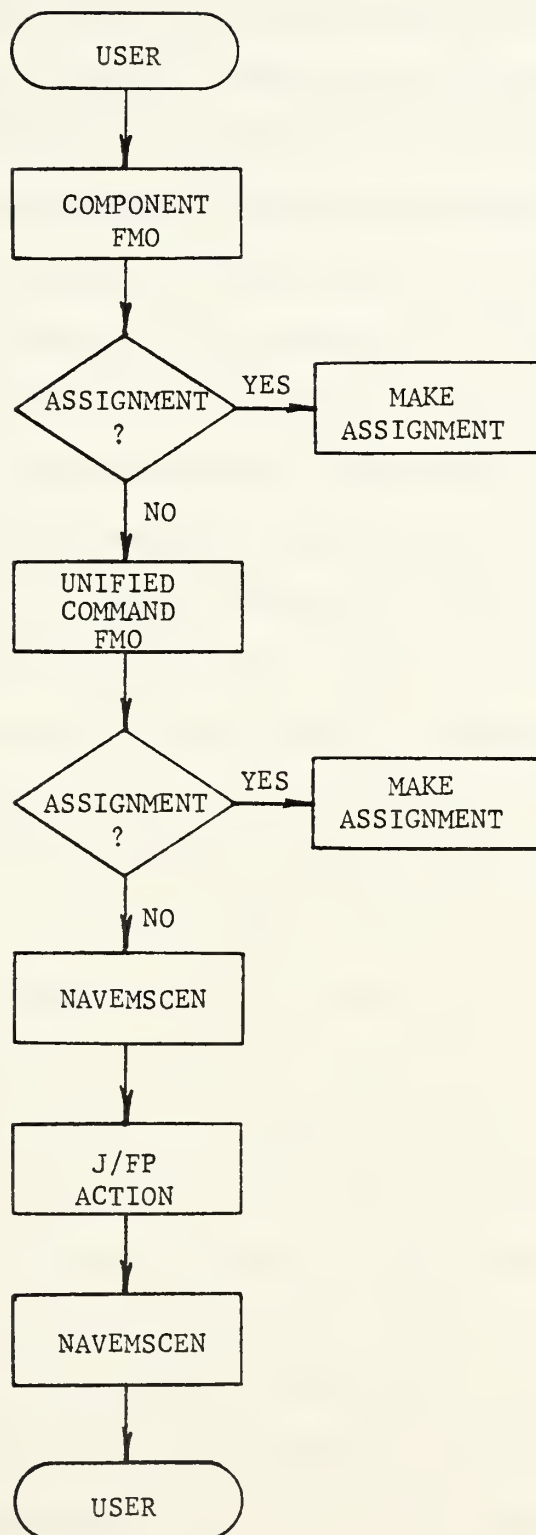 USER
COMPONENT
FMO
ASSIGNMENT
?
YES
MAKE
ASSIGNMENT
NO
UNIFIED
COMMAND
FMO
ASSIGNMENT
?
YES
MAKE
ASSIGNMENT
NO
NAVEMSCEN
J/FP
ACTION
NAVEMSCEN
USER